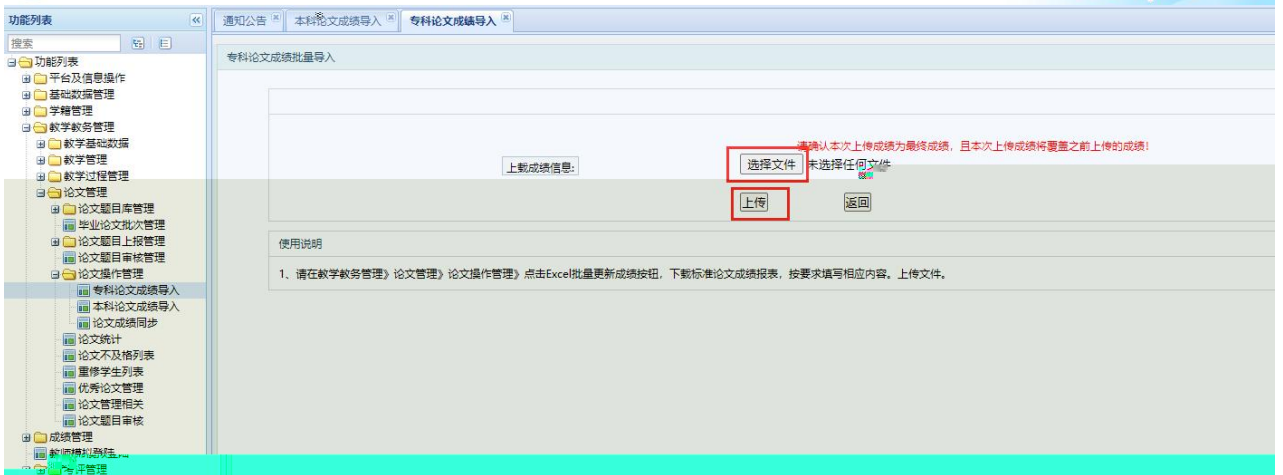 功能列表
通知公告
本科论文成绩导入
专科论文成绩导入
搜索
功能列表
平台及信息操作
基础数据管理
学籍管理
教学教务管理
教学基础数据
教学管理
教学过程管理
论文管理
论文题目库管理
毕业论文批次管理
论文题目上报管理
论文题目审核管理
论文操作管理
专科论文成绩导入
本科论文成绩导入
论文成绩同步
论文统计
论文不及格列表
重修学生列表
优秀论文管理
论文管理相关
论文题目审核
成绩管理
教师模拟登陆
评管理
专科论文成绩批量导入
请确认本次上传成绩为最终成绩，且本次上传成绩将覆盖之前上传的成绩!
上载成绩信息:
选择文件 未选择任何文件
上传
返回
使用说明
1、请在教学教务管理》论文管理》论文操作管理》点击Excel批量更新成绩按钮，下载标准论文成绩报表，按要求填写相应内容。上传文件。